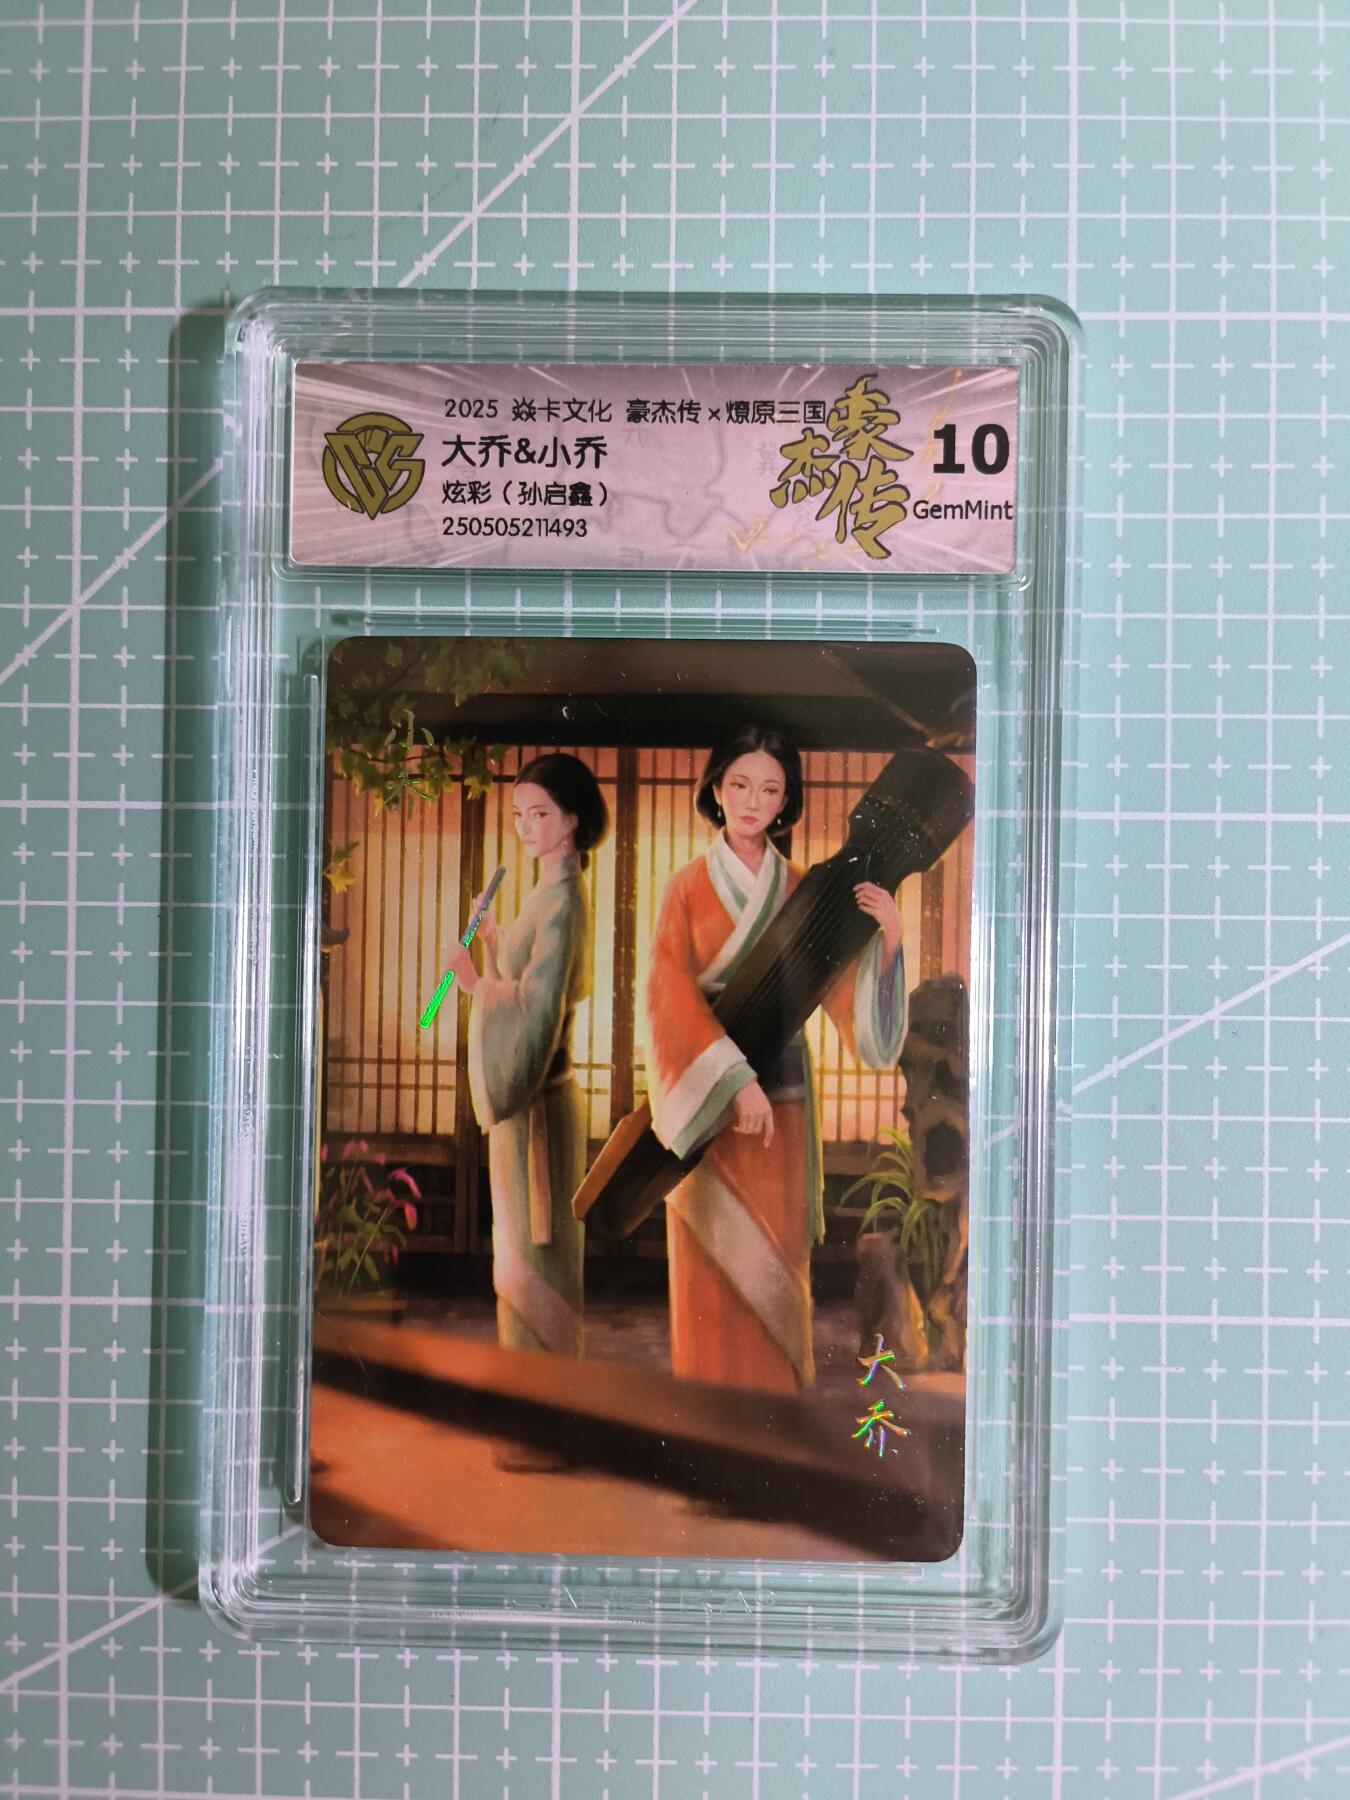 2025 焱卡文化 豪杰传×燎原三国
大乔&小乔
炫彩（孙启鑫）
250505211493
豪杰传
10
GemMint
小
大乔